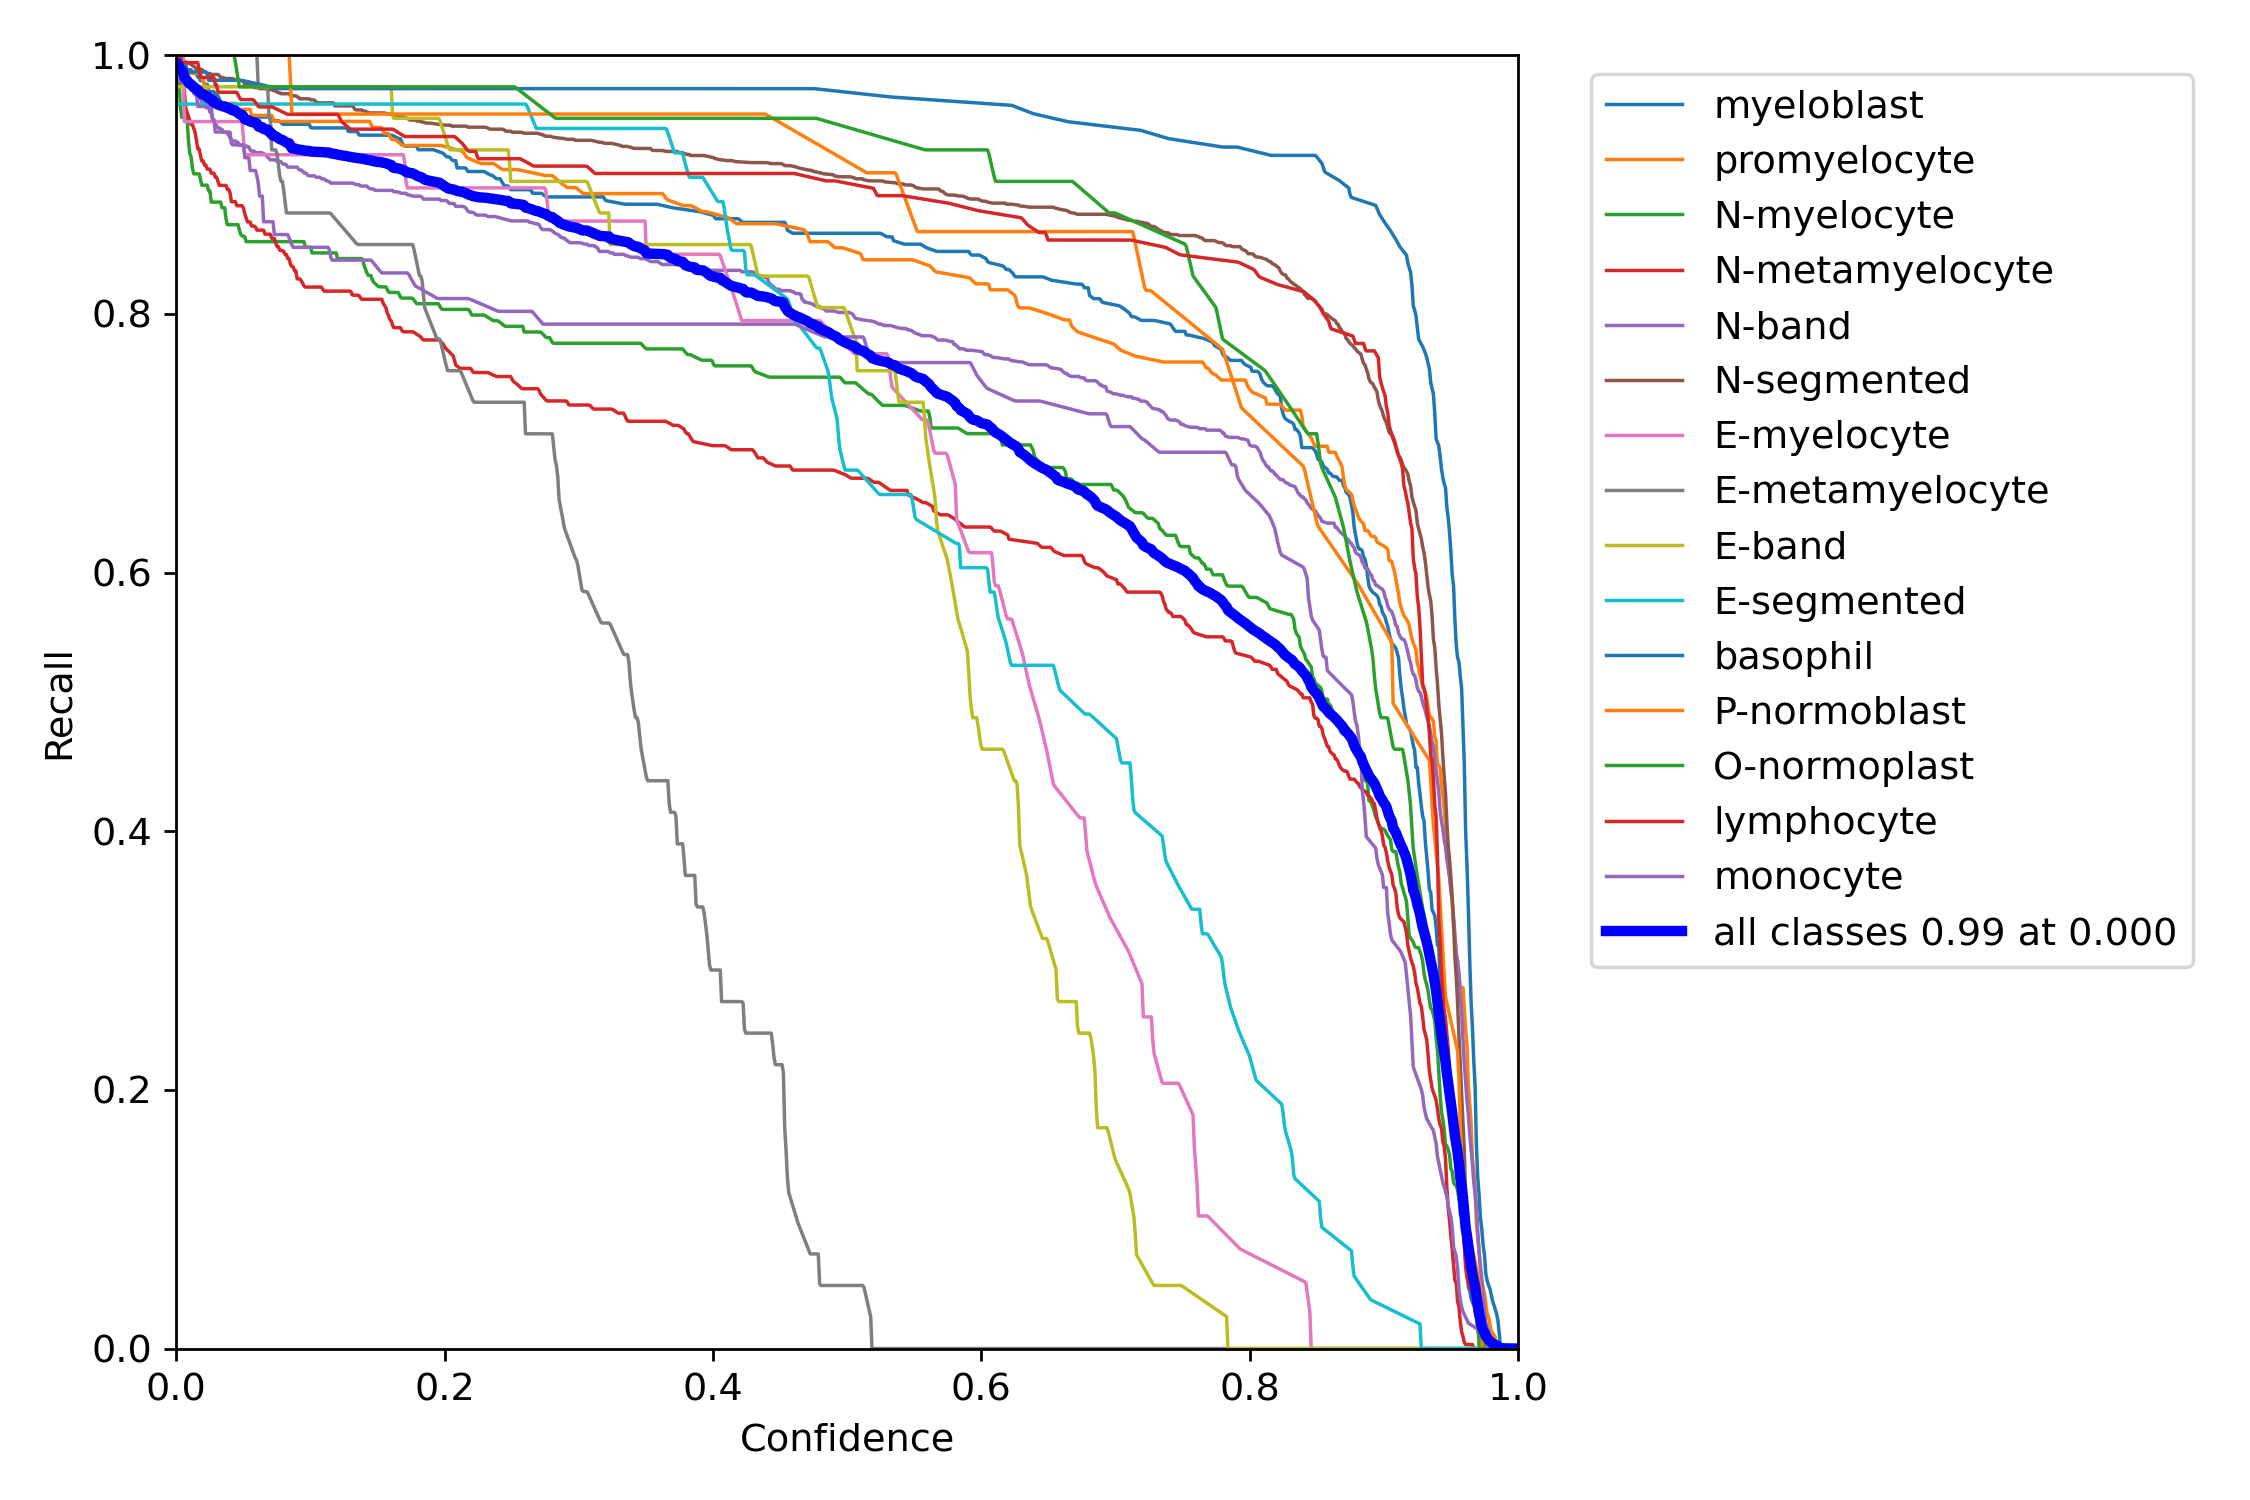 1.0
0.8
0.6
0.4
0.2
0.0
Recall
0.0 0.2 0.4 0.6 0.8 1.0
Confidence
myeloblast
promyelocyte
N-myelocyte
N-metamyelocyte
N-band
N-segmented
E-myelocyte
E-metamyelocyte
E-band
E-segmented
basophil
P-normoblast
O-normoplast
lymphocyte
monocyte
all classes 0.99 at 0.000